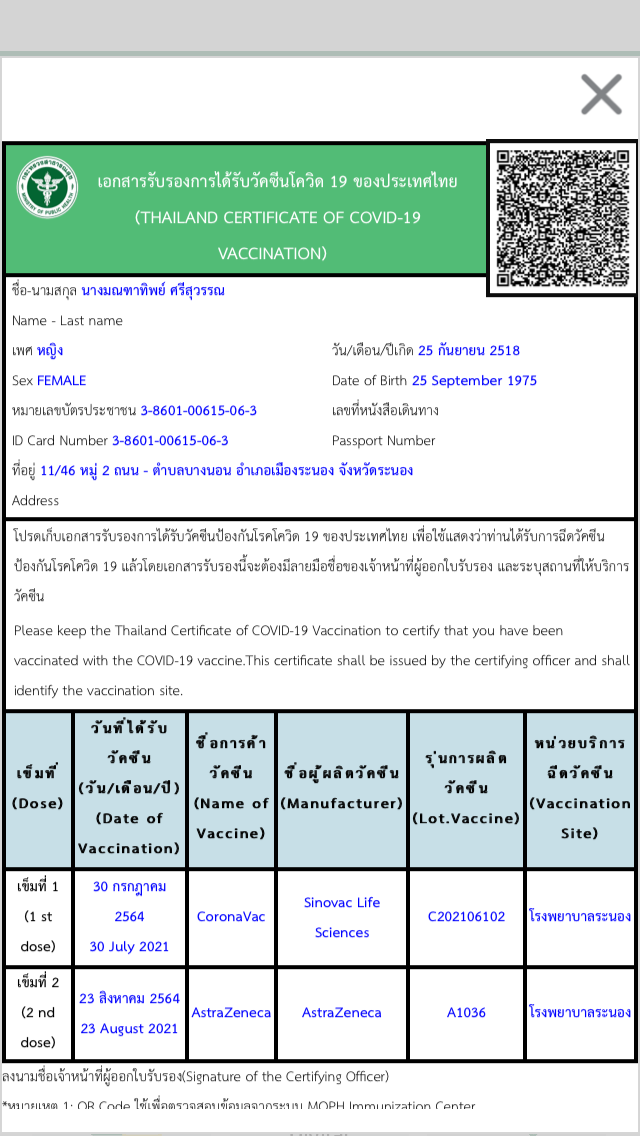 เอกสารรับรองการได้รับวัคซีนโควิด 19 ของประเทศไทย
(THAILAND CERTIFICATE OF COVID-19
VACCINATION)
ชื่อ-นามสกุล นางมณฑาทิพย์ ศรีสุวรรณ
Name - Last name
เพศ หญิง วัน/เดือน/ปีเกิด 25 กันยายน 2518
Sex FEMALE Date of Birth 25 September 1975
หมายเลขบัตรประชาชน 3-8601-00615-06-3 เลขที่หนังสือเดินทาง
ID Card Number 3-8601-00615-06-3 Passport Number
ที่อยู่ 11/46 หมู่ 2 ถนน - ตำบลบางนอน อำเภอเมืองระนอง จังหวัดระนอง
Address
โปรดเก็บเอกสารรับรองการได้รับวัคซีนป้องกันโรคโควิด 19 ของประเทศไทย เพื่อใช้แสดงว่าท่านได้รับการฉีดวัคซีน
ป้องกันโรคโควิด 19 แล้วโดยเอกสารรับรองนี้จะต้องมีลายมือชื่อของเจ้าหน้าที่ผู้ออกใบรับรอง และระบุสถานที่ให้บริการ
วัคซีน
Please keep the Thailand Certificate of COVID-19 Vaccination to certify that you have been
vaccinated with the COVID-19 vaccine.This certificate shall be issued by the certifying officer and shall
identify the vaccination site.
เข็มที่
(Dose)
วันที่ได้รับ
วัคซีน
(วัน/เดือน/ปี)
(Date of
Vaccination)
ชื่อการค้า
วัคซีน
(Name of
Vaccine)
ชื่อผู้ผลิตวัคซีน
(Manufacturer)
รุ่นการผลิต
วัคซีน
(Lot.Vaccine)
หน่วยบริการ
ฉีดวัคซีน
(Vaccination
Site)
เข็มที่ 1
(1 st
dose)
30 กรกฎาคม
2564
30 July 2021
CoronaVac
Sinovac Life
Sciences
C202106102
โรงพยาบาลระนอง
เข็มที่ 2
(2 nd
dose)
23 สิงหาคม 2564
23 August 2021
AstraZeneca
AstraZeneca
A1036
โรงพยาบาลระนอง
ลงนามชื่อเจ้าหน้าที่ผู้ออกใบรับรอง(Signature of the Certifying Officer)
*หมายเหตุ 1: QR Code ใช้เพื่อตรวจสอบข้อมูลจากระบบ MOPH Immunization Center